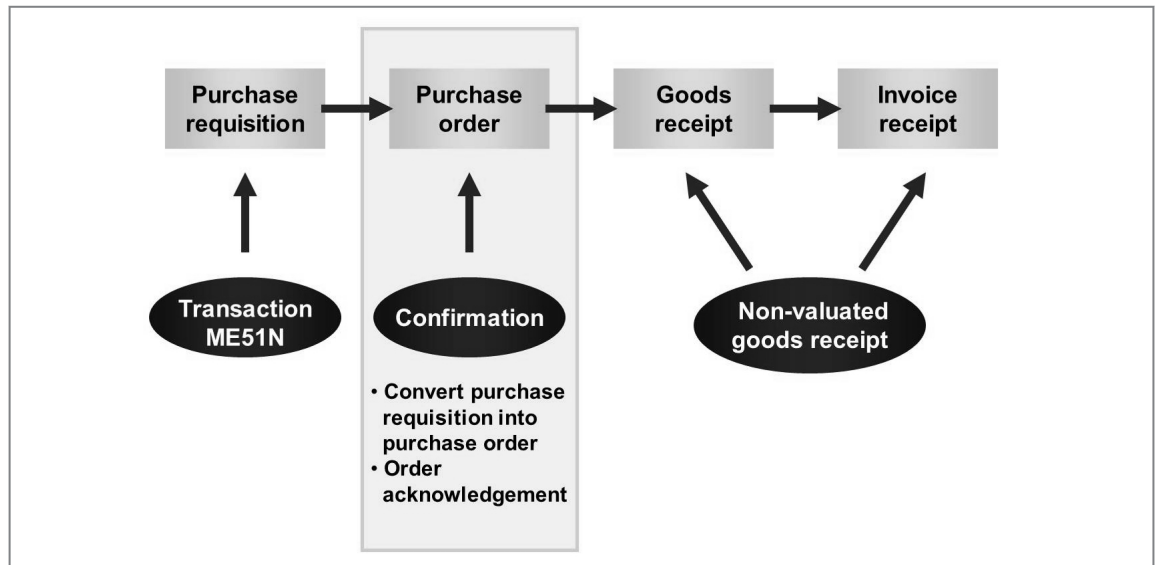 Purchase
requisition
Purchase
order
Goods
receipt
Invoice
receipt
Transaction
ME51N
Confirmation
Non-valuated
goods receipt
• Convert purchase
requisition into
purchase order
• Order
acknowledgement